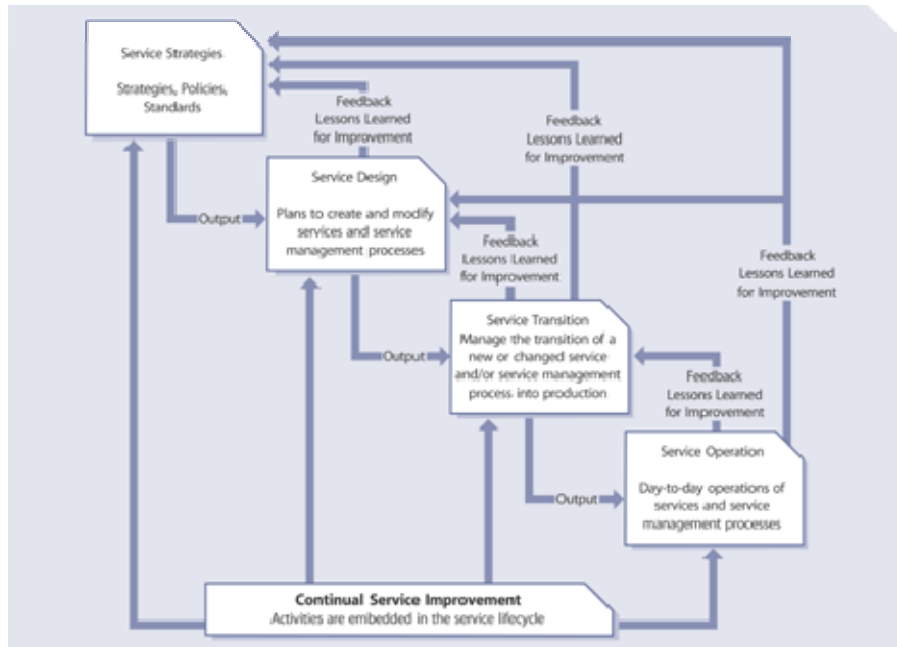 Service Strategies
Strategies, Policies,
Standards
Feedback
Lessons Learned
for Improvement
Feedback
Lessons Learned
for Improvement
Service Design
Plans to create and modify
services and service
management processes
Output
Feedback
Lessons Learned
for Improvement
Feedback
Lessons Learned
for Improvement
Service Transition
Manage the transition of a
new or changed service
and/or service management
process into production
Output
Feedback
Lessons Learned
for Improvement
Service Operation
Day-to-day operations of
services and service
management processes
Output
Continual Service Improvement
Activities are embedded in the service lifecycle